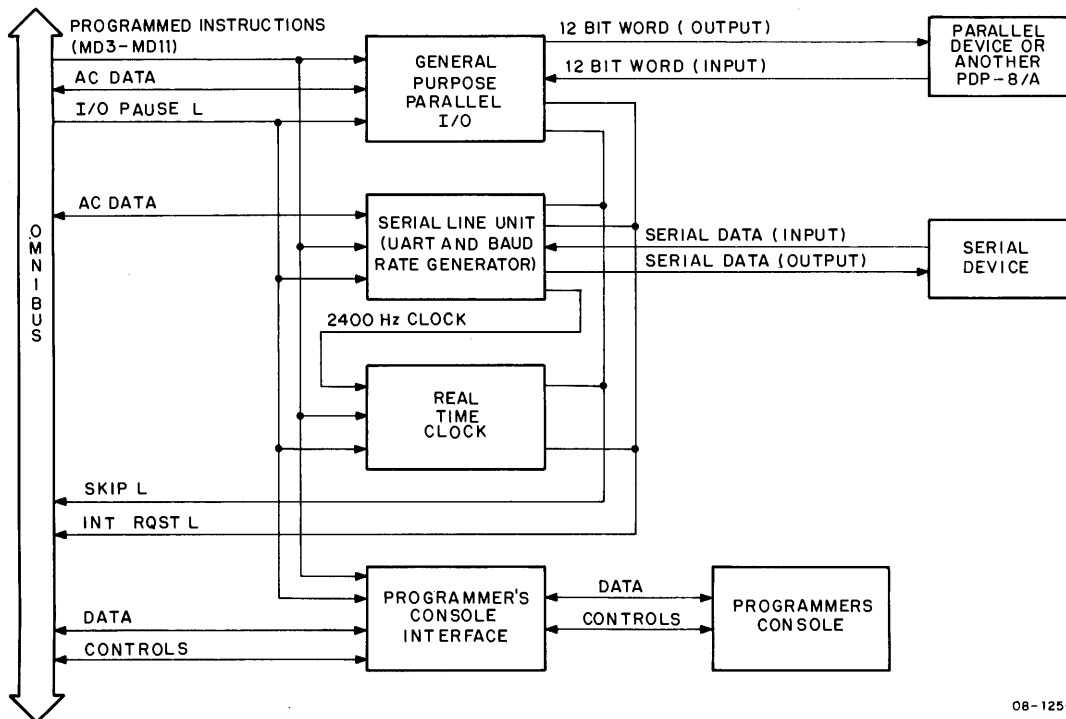 PROGRAMMED INSTRUCTIONS
(MD3-MD11)
AC DATA
I/O PAUSE L
GENERAL
PURPOSE
PARALLEL
I/O
12 BIT WORD (OUTPUT)
12 BIT WORD (INPUT)
PARALLEL
DEVICE OR
ANOTHER
PDP-8/A
OMNIBUS
AC DATA
SERIAL LINE UNIT
(UART AND BAUD
RATE GENERATOR)
SERIAL DATA (INPUT)
SERIAL DATA (OUTPUT)
SERIAL
DEVICE
2400 Hz CLOCK
REAL
TIME
CLOCK
SKIP L
INT RQST L
DATA
CONTROLS
PROGRAMMER'S
CONSOLE
INTERFACE
DATA
CONTROLS
PROGRAMMERS
CONSOLE
08-125